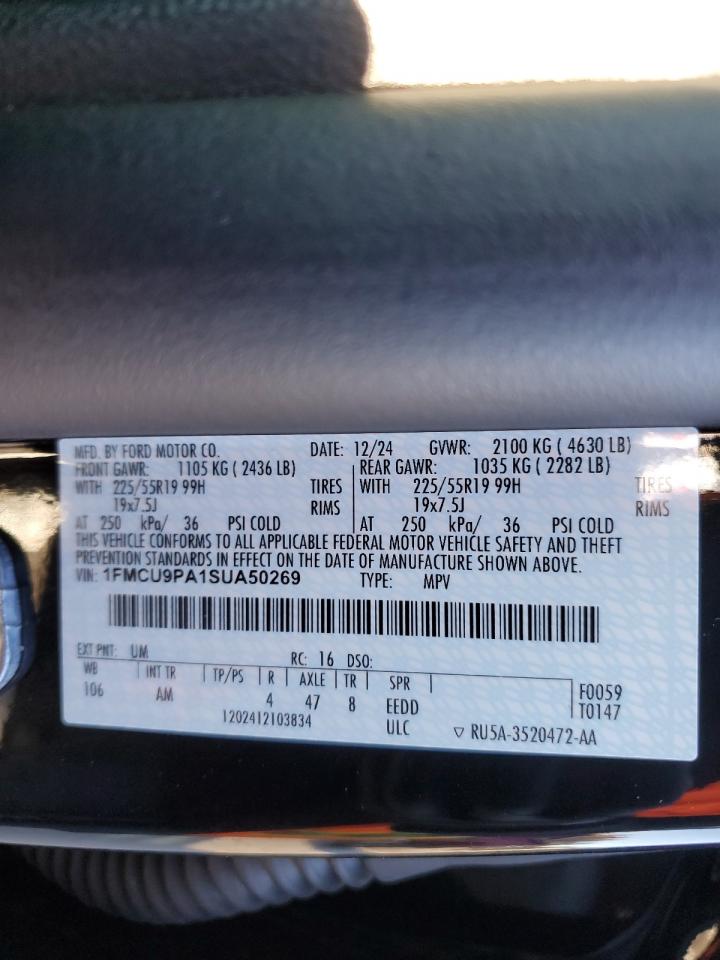 MFD. BY FORD MOTOR CO. DATE: 12/24 GVWR: 2100 KG ( 4630 LB)
FRONT GAWR: 1105 KG ( 2436 LB) REAR GAWR: 1035 KG ( 2282 LB)
WITH 225/55R19 99H TIRES WITH 225/55R19 99H TIRES
19x7.5J RIMS 19x7.5J RIMS
AT 250 kPa/ 36 PSI COLD AT 250 kPa/ 36 PSI COLD
THIS VEHICLE CONFORMS TO ALL APPLICABLE FEDERAL MOTOR VEHICLE SAFETY AND THEFT
PREVENTION STANDARDS IN EFFECT ON THE DATE OF MANUFACTURE SHOWN ABOVE.
VIN: 1FMCU9PA1SUA50269 TYPE: MPV
EXT PNT: UM RC: 16 DSO:
WB INT TR TP/PS R AXLE TR SPR
106 AM 4 47 8 EEDD F0059
1202412103834 ULC T0147
▽ RU5A-3520472-AA